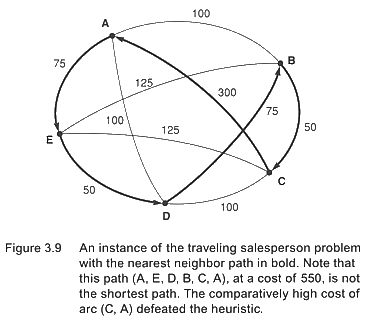 100
A
B
75
125
300
100
75
125
50
E
C
50
D
100
Figure 3.9 An instance of the traveling salesperson problem
with the nearest neighbor path in bold. Note that
this path (A, E, D, B, C, A), at a cost of 550, is not
the shortest path. The comparatively high cost of
arc (C, A) defeated the heuristic.